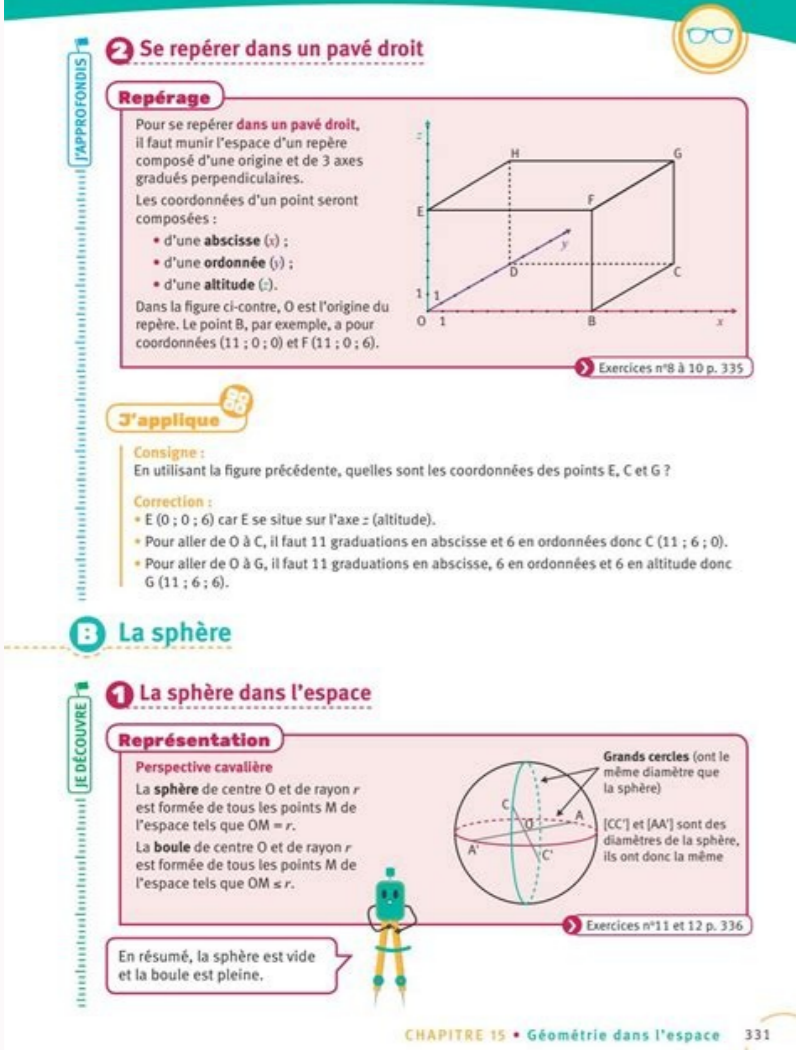 J'APPROFONDIS
2 Se repérer dans un pavé droit
Repérage
Pour se repérer dans un pavé droit,
il faut munir l'espace d'un repère
composé d'une origine et de 3 axes
gradués perpendiculaires.
Les coordonnées d'un point seront
composées :
• d'une abscisse (x) ;
• d'une ordonnée (y) ;
• d'une altitude (z).
Dans la figure ci-contre, O est l'origine du
repère. Le point B, par exemple, a pour
coordonnées (11 ; 0 ; 0) et F (11 ; 0 ; 6).
z
H
G
E
F
y
D
C
1
1
O
1
B
x
Exercices n°8 à 10 p. 335
J'applique
Consigne :
En utilisant la figure précédente, quelles sont les coordonnées des points E, C et G ?
Correction :
• E (0 ; 0 ; 6) car E se situe sur l'axe z (altitude).
• Pour aller de O à C, il faut 11 graduations en abscisse et 6 en ordonnées donc C (11 ; 6 ; 0).
• Pour aller de O à G, il faut 11 graduations en abscisse, 6 en ordonnées et 6 en altitude donc
G (11 ; 6 ; 6).
B La sphère
JE DÉCOUVRE
1 La sphère dans l'espace
Représentation
Perspective cavalière
La sphère de centre O et de rayon r
est formée de tous les points M de
l'espace tels que OM = r.
La boule de centre O et de rayon r
est formée de tous les points M de
l'espace tels que OM ≤ r.
C
O
A
A'
C'
Grands cercles (ont le
même diamètre que
la sphère)
[CC'] et [AA'] sont des
diamètres de la sphère,
ils ont donc la même
Exercices n°11 et 12 p. 336
En résumé, la sphère est vide
et la boule est pleine.
CHAPITRE 15 • Géométrie dans l'espace 331